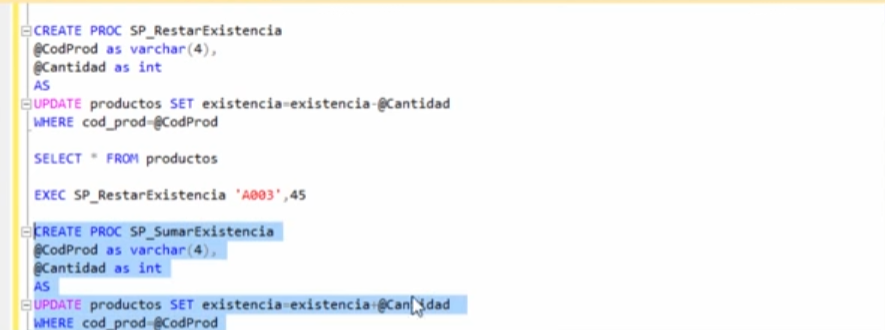 CREATE PROC SP_RestarExistencia
@CodProd as varchar(4),
@Cantidad as int
AS
UPDATE productos SET existencia=existencia-@Cantidad
WHERE cod_prod=@CodProd
SELECT * FROM productos
EXEC SP_RestarExistencia 'A003',45
CREATE PROC SP_SumarExistencia
@CodProd as varchar(4),
@Cantidad as int
AS
UPDATE productos SET existencia=existencia+@Cantidad
WHERE cod_prod=@CodProd